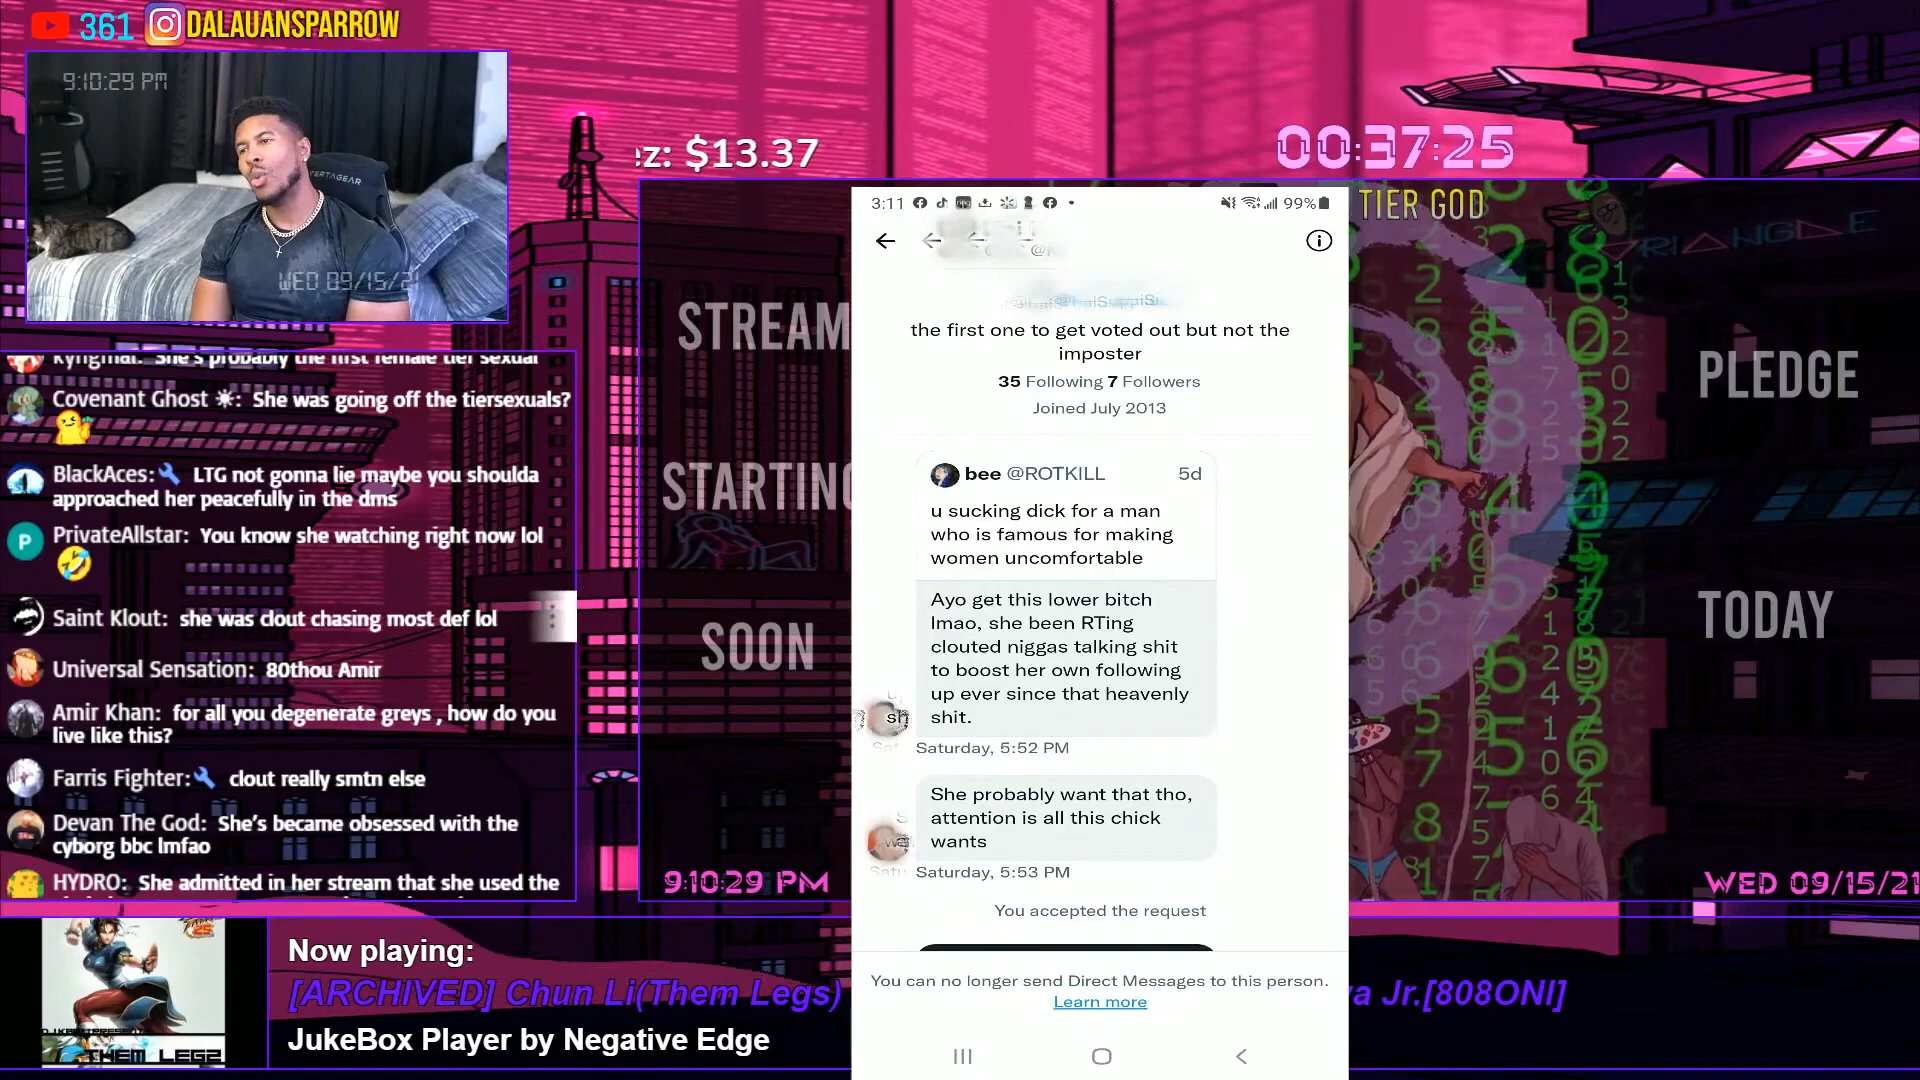 361 DALAUANSPARROW
9:10:29 PM
WED 09/15/21
She's probably the first female tier sexual
Covenant Ghost ☀: She was going off the tiersexuals?
BlackAces: LTG not gonna lie maybe you shoulda
approached her peacefully in the dms
PrivateAllstar: You know she watching right now lol
🤣
Saint Klout: she was clout chasing most def lol
Universal Sensation: 80thou Amir
Amir Khan: for all you degenerate greys , how do you
live like this?
Farris Fighter: clout really smtn else
Devan The God: She's became obsessed with the
cyborg bbc lmfao
HYDRO: She admitted in her stream that she used the
z: $13.37
00:37:25
STREAM
STARTING
SOON
9:10:29 PM
TIER GOD
TRIANGLE
PLEDGE
TODAY
WED 09/15/21
3:11
99%
the first one to get voted out but not the
imposter
35 Following 7 Followers
Joined July 2013
bee @ROTKILL 5d
u sucking dick for a man
who is famous for making
women uncomfortable
Ayo get this lower bitch
lmao, she been RTing
clouted niggas talking shit
to boost her own following
up ever since that heavenly
shit.
Saturday, 5:52 PM
She probably want that tho,
attention is all this chick
wants
Saturday, 5:53 PM
You accepted the request
You can no longer send Direct Messages to this person.
Learn more
THEM LEGZ
Now playing:
[ARCHIVED] Chun Li(Them Legs)
a Jr.[808ONI]
JukeBox Player by Negative Edge